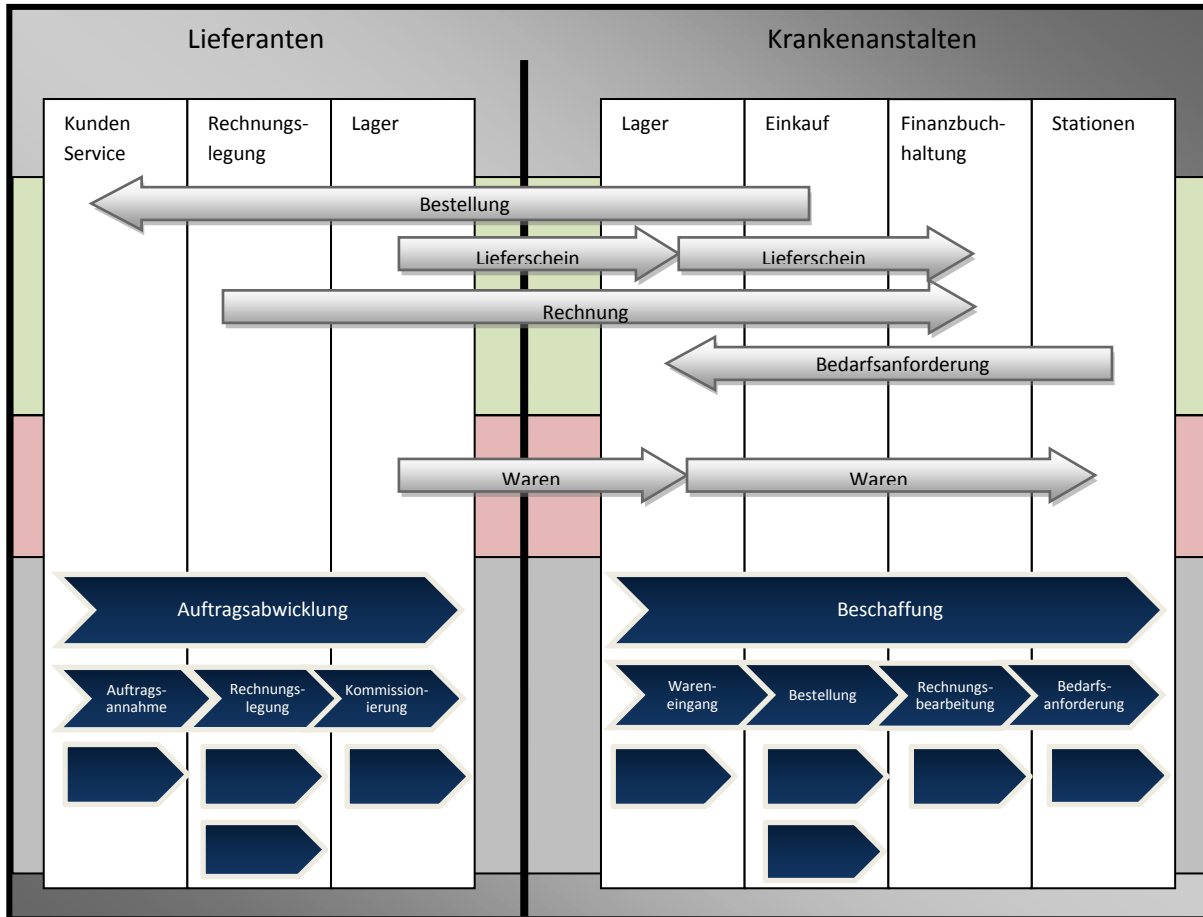 Lieferanten
Krankenanstalten
Kunden
Service
Rechnungs-
legung
Lager
Lager
Einkauf
Finanzbuch-
haltung
Stationen
Bestellung
Lieferschein
Lieferschein
Rechnung
Bedarfsanforderung
Waren
Waren
Auftragsabwicklung
Beschaffung
Auftrags-
annahme
Rechnungs-
legung
Kommission-
ierung
Waren-
eingang
Bestellung
Rechnungs-
bearbeitung
Bedarfs-
anforderung